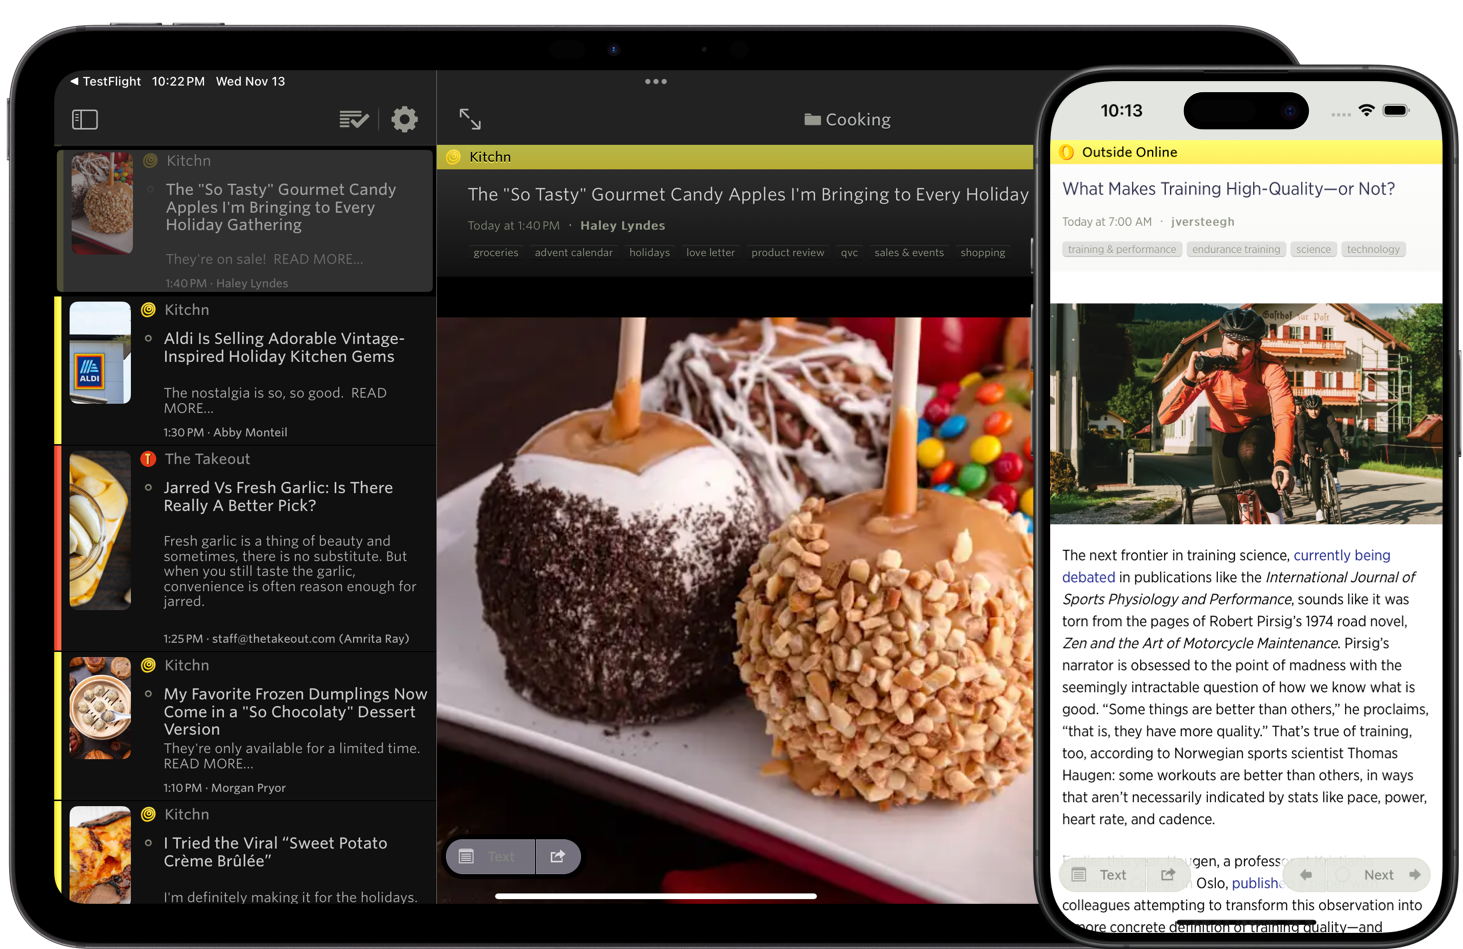 ◀ TestFlight 10:22 PM Wed Nov 13
Cooking
Kitchn
The "So Tasty" Gourmet Candy
Apples I'm Bringing to Every
Holiday Gathering
They're on sale! READ MORE...
1:40 PM · Haley Lyndes
Kitchn
Aldi Is Selling Adorable Vintage-
Inspired Holiday Kitchen Gems
The nostalgia is so, so good. READ
MORE...
1:30 PM · Abby Monteil
ALDI
The Takeout
Jarred Vs Fresh Garlic: Is There
Really A Better Pick?
Fresh garlic is a thing of beauty and
sometimes, there is no substitute. But
when you still taste the garlic,
convenience is often reason enough for
jarred.
1:25 PM · staff@thetakeout.com (Amrita Ray)
Kitchn
My Favorite Frozen Dumplings Now
Come in a "So Chocolaty" Dessert
Version
They're only available for a limited time.
READ MORE...
1:10 PM · Morgan Pryor
Kitchn
I Tried the Viral “Sweet Potato
Crème Brûlée”
I'm definitely making it for the holidays.
Kitchn
The "So Tasty" Gourmet Candy Apples I'm Bringing to Every Holiday
Today at 1:40 PM · Haley Lyndes
groceries advent calendar holidays love letter product review qvc sales & events shopping
Text
10:13
Outside Online
What Makes Training High-Quality—or Not?
Today at 7:00 AM · jversteegh
training & performance endurance training science technology
Gasthof zur Post
The next frontier in training science, currently being
debated in publications like the International Journal of
Sports Physiology and Performance, sounds like it was
torn from the pages of Robert Pirsig’s 1974 road novel,
Zen and the Art of Motorcycle Maintenance. Pirsig’s
narrator is obsessed to the point of madness with the
seemingly intractable question of how we know what is
good. “Some things are better than others,” he proclaims,
“that is, they have more quality.” That’s true of training,
too, according to Norwegian sports scientist Thomas
Haugen: some workouts are better than others, in ways
that aren’t necessarily indicated by stats like pace, power,
heart rate, and cadence.
gen, a profess
Oslo, publishe
Text Next
colleagues attempting to transform this observation into
more concrete definition of training quality—and